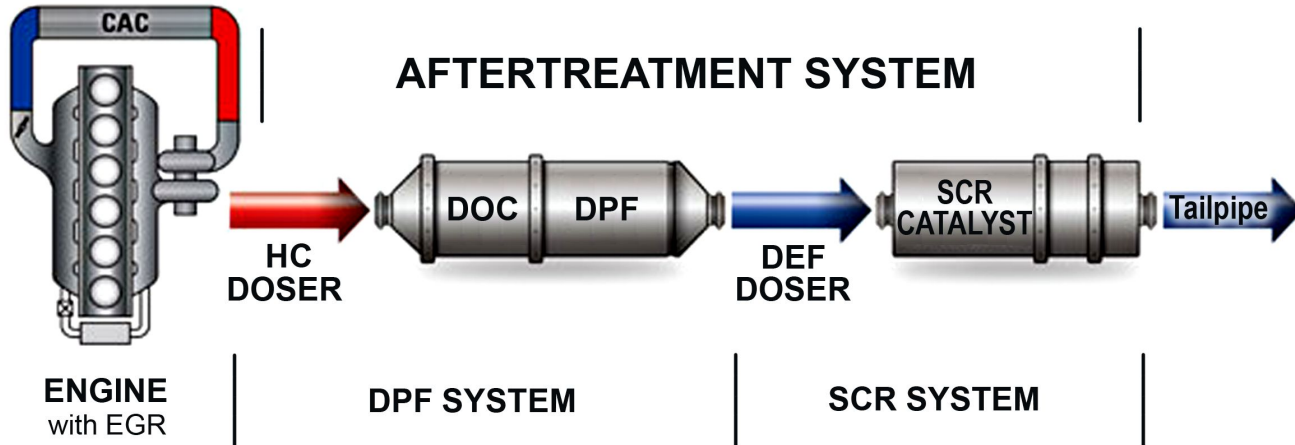 CAC
AFTERTREATMENT SYSTEM
DOC
DPF
SCR
CATALYST
Tailpipe
HC
DOSER
DEF
DOSER
ENGINE
with EGR
DPF SYSTEM
SCR SYSTEM